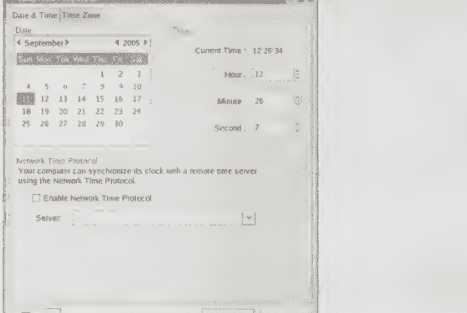 Date & Time Time Zone
Date
Time
September 2005
Current Time : 12:26:34
Sun Mon Tue Wed Thu Fri Sat
1 2 3
Hour : 12
4 5 6 7 8 9 10
11 12 13 14 15 16 17
Minute 26
18 19 20 21 22 23 24
25 26 27 28 29 30
Second : 7
Network Time Protocol
Your computer can synchronize its clock with a remote time server
using the Network Time Protocol.
Enable Network Time Protocol
Server: